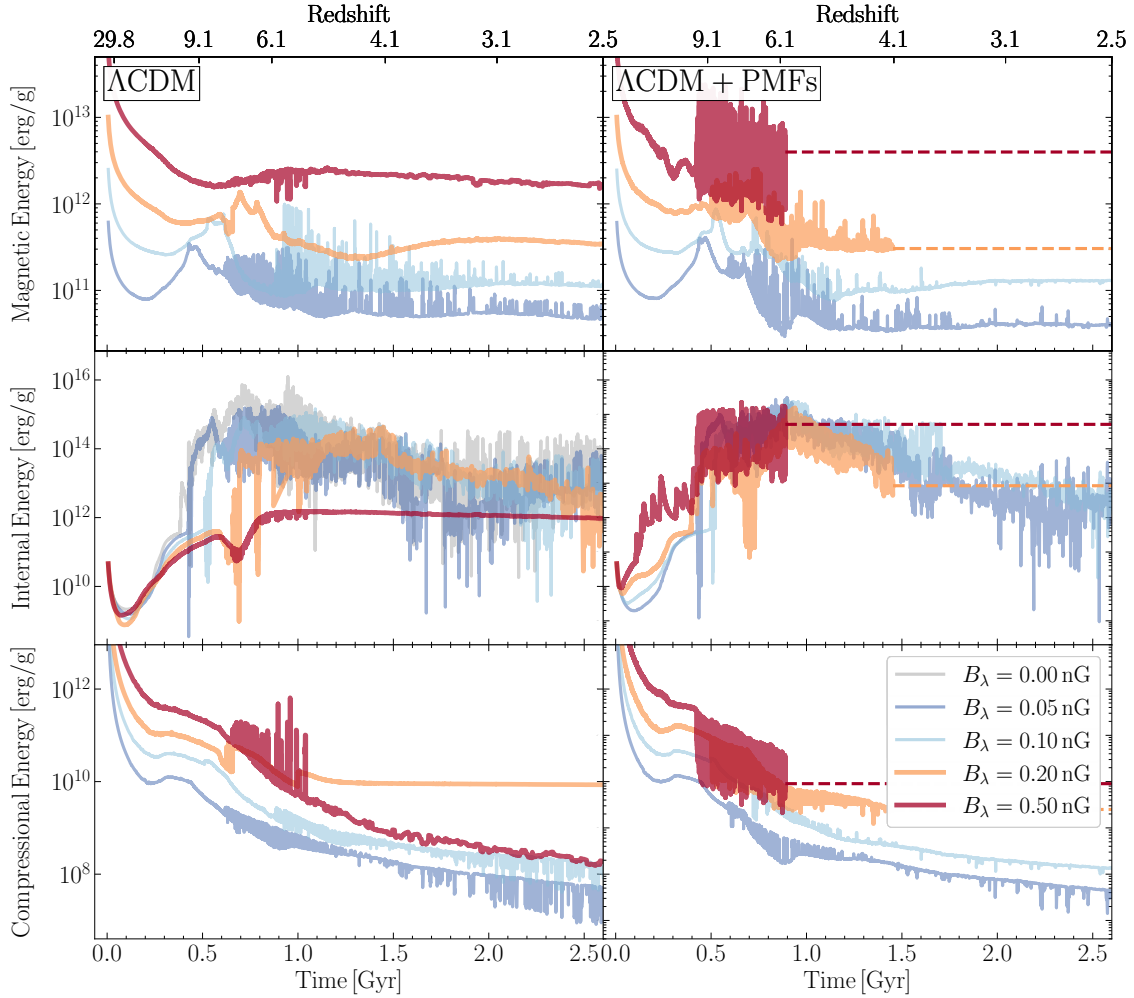 Redshift Redshift
29.8 9.1 6.1 4.1 3.1 2.5 9.1 6.1 4.1 3.1 2.5
ΛCDM ΛCDM + PMFs
Magnetic Energy [erg/g]
10^13
10^12
10^11
Internal Energy [erg/g]
10^16
10^14
10^12
10^10
Compressional Energy [erg/g]
10^12
10^10
10^8
B_λ = 0.00 nG
B_λ = 0.05 nG
B_λ = 0.10 nG
B_λ = 0.20 nG
B_λ = 0.50 nG
0.0 0.5 1.0 1.5 2.0 2.5 0.0 0.5 1.0 1.5 2.0 2.5
Time [Gyr] Time [Gyr]